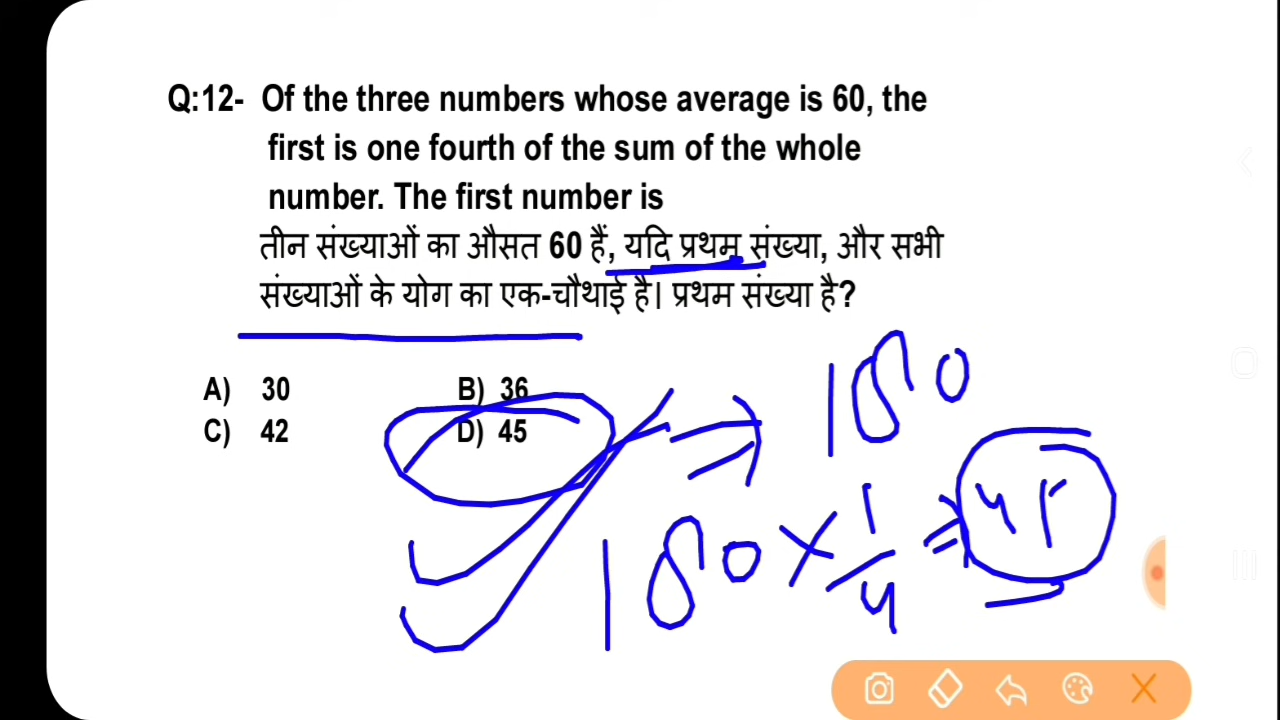 Q:12- Of the three numbers whose average is 60, the
first is one fourth of the sum of the whole
number. The first number is
तीन संख्याओं का औसत 60 हैं, यदि प्रथम संख्या, और सभी
संख्याओं के योग का एक-चौथाई है। प्रथम संख्या है?
A) 30 B) 36
C) 42 D) 45
180
180 × 1/4 = 45